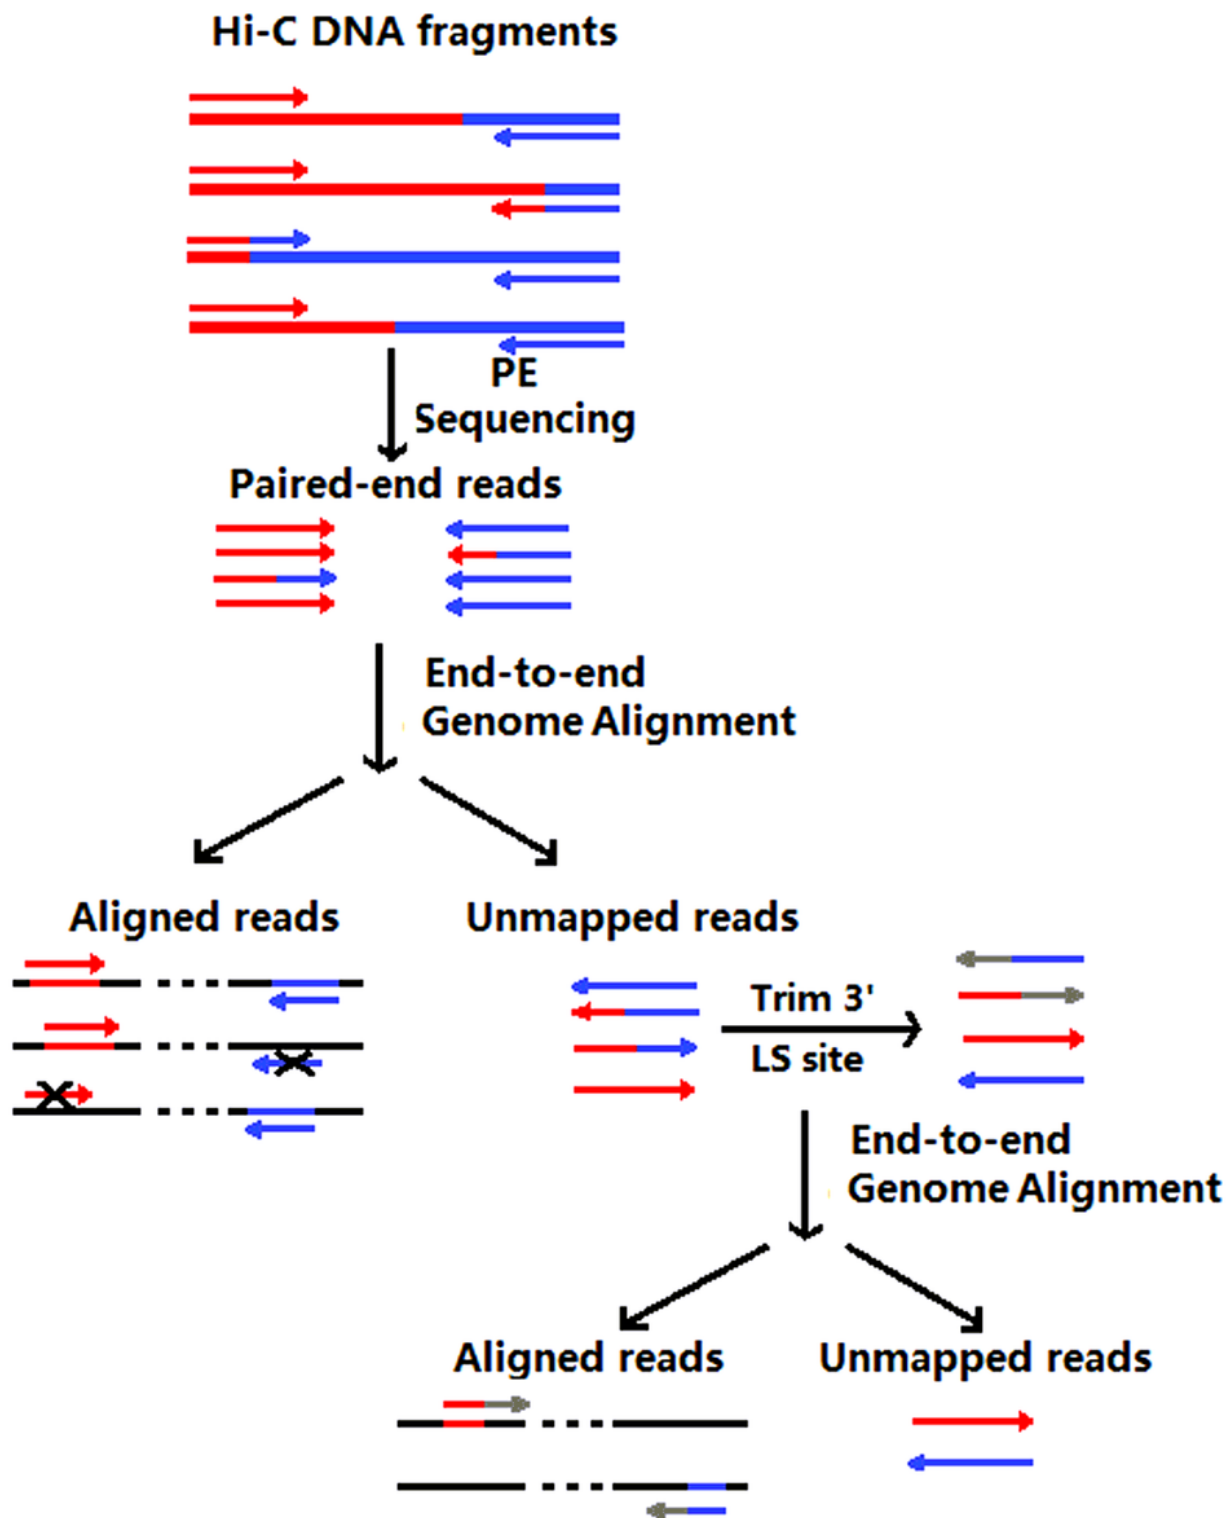 Hi-C DNA fragments
PE
Sequencing
Paired-end reads
End-to-end
Genome Alignment
Aligned reads
Unmapped reads
Trim 3'
LS site
End-to-end
Genome Alignment
Aligned reads
Unmapped reads